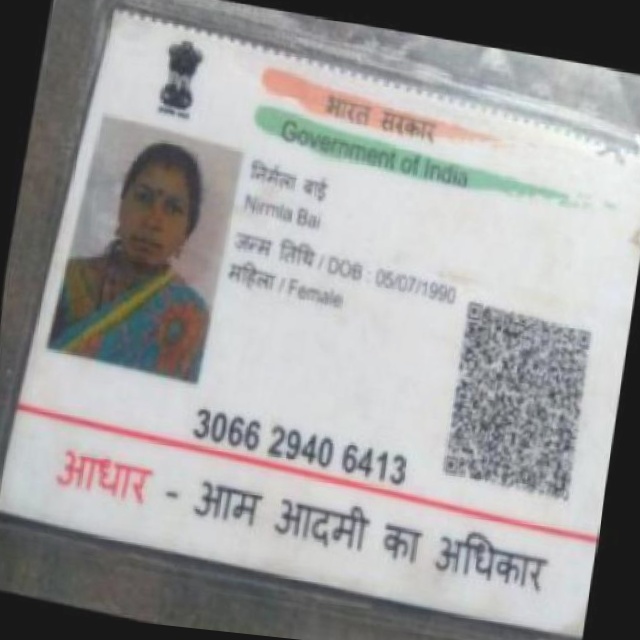 भारत सरकार
Government of India
निर्मला बाई
Nirmla Bai
जन्म तिथि / DOB : 05/07/1990
महिला / Female
3066 2940 6413
आधार - आम आदमी का अधिकार